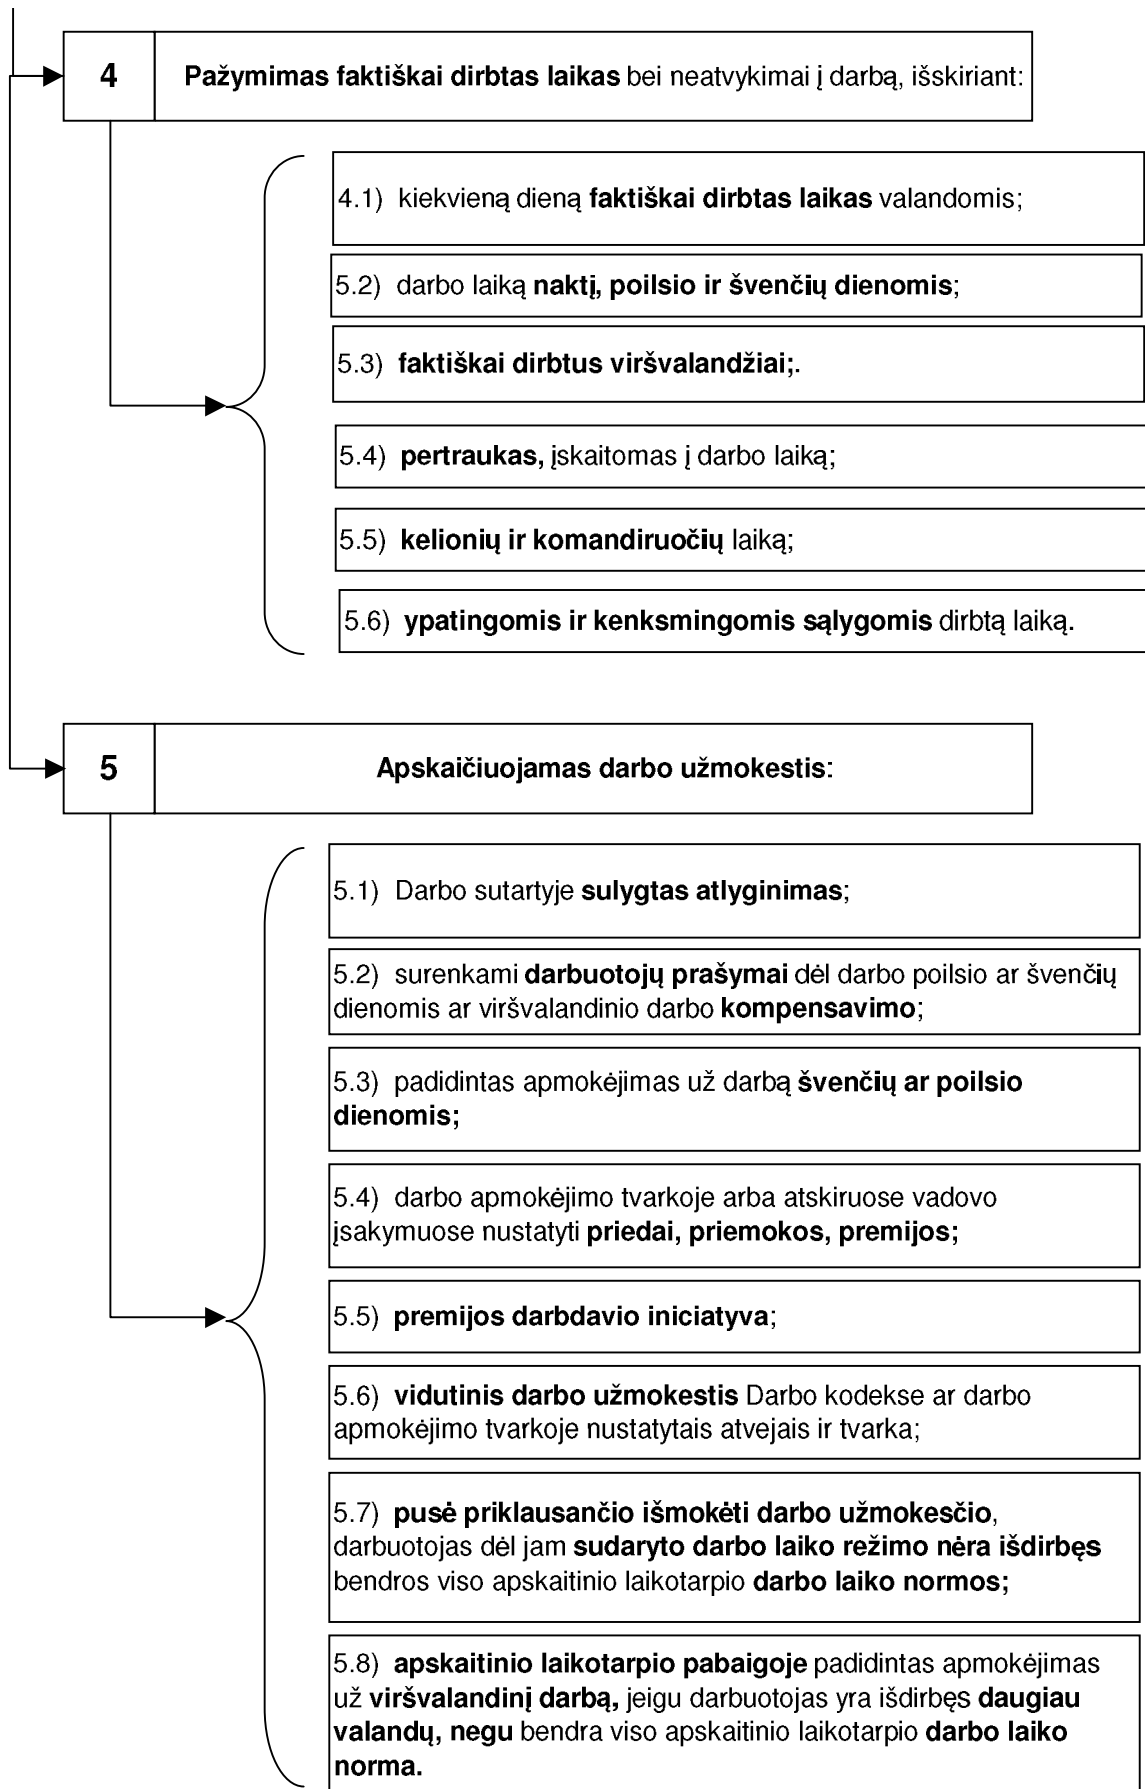 4 Pažymimas faktiškai dirbtas laikas bei neatvykimai į darbą, išskiriant:
4.1) kiekvieną dieną faktiškai dirbtas laikas valandomis;
5.2) darbo laiką naktį, poilsio ir švenčių dienomis;
5.3) faktiškai dirbtus viršvalandžiai;.
5.4) pertraukas, įskaitomas į darbo laiką;
5.5) kelionių ir komandiruočių laiką;
5.6) ypatingomis ir kenksmingomis sąlygomis dirbtą laiką.
5 Apskaičiuojamas darbo užmokestis:
5.1) Darbo sutartyje sulygtas atlyginimas;
5.2) surenkami darbuotojų prašymai dėl darbo poilsio ar švenčių
dienomis ar viršvalandinio darbo kompensavimo;
5.3) padidintas apmokėjimas už darbą švenčių ar poilsio
dienomis;
5.4) darbo apmokėjimo tvarkoje arba atskiruose vadovo
įsakymuose nustatyti priedai, priemokos, premijos;
5.5) premijos darbdavio iniciatyva;
5.6) vidutinis darbo užmokestis Darbo kodekse ar darbo
apmokėjimo tvarkoje nustatytais atvejais ir tvarka;
5.7) pusė priklausančio išmokėti darbo užmokesčio,
darbuotojas dėl jam sudaryto darbo laiko režimo nėra išdirbęs
bendros viso apskaitinio laikotarpio darbo laiko normos;
5.8) apskaitinio laikotarpio pabaigoje padidintas apmokėjimas
už viršvalandinį darbą, jeigu darbuotojas yra išdirbęs daugiau
valandų, negu bendra viso apskaitinio laikotarpio darbo laiko
norma.